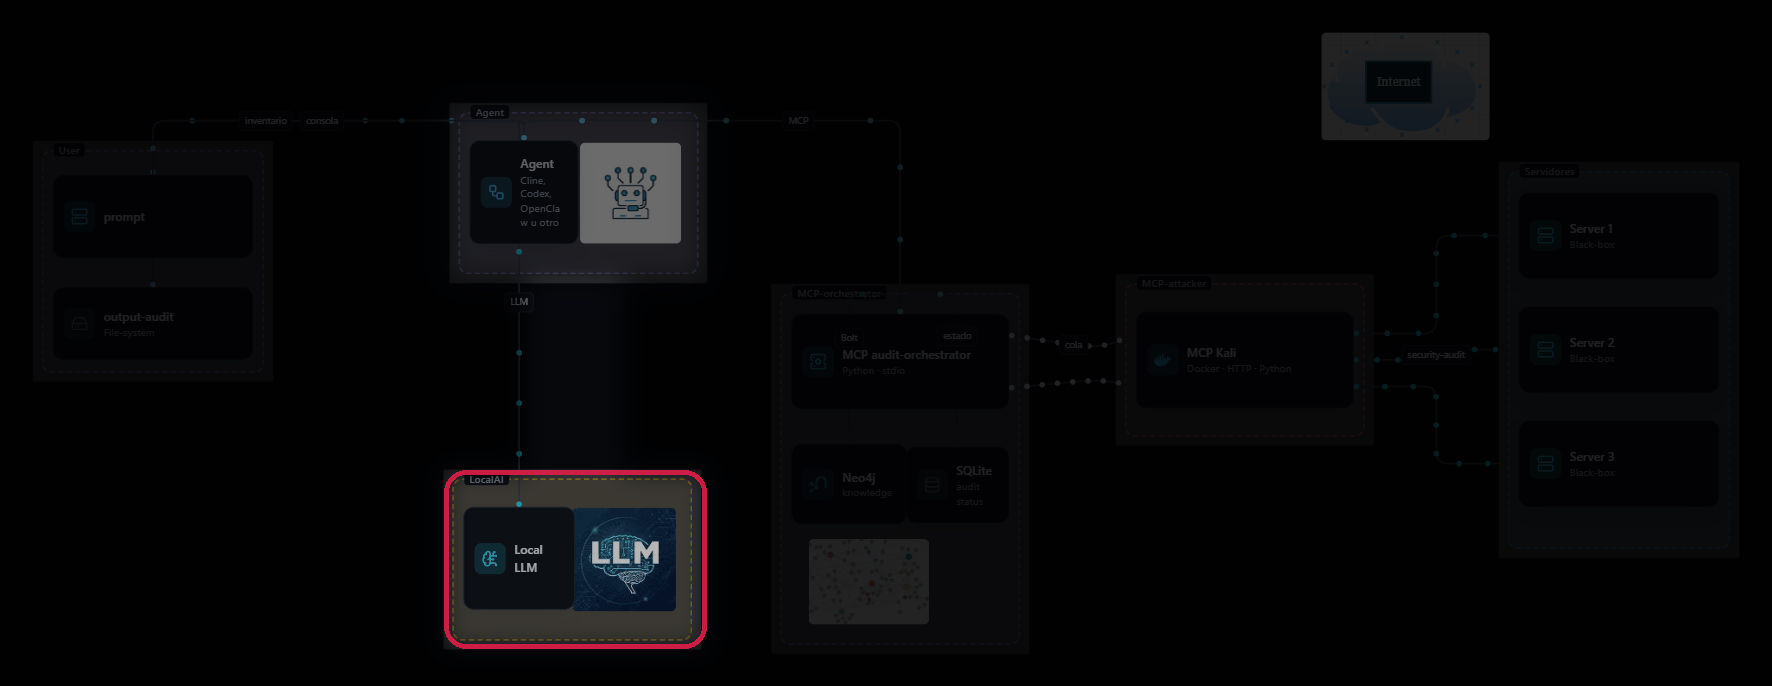 Internet
Agent
inventario
consola
MCP
User
Agent
Cline,
Codex,
OpenCla
w u otro
prompt
output-audit
File-system
LLM
LocalAI
Local
LLM
LLM
MCP-orchestrator
Bolt
estado
MCP audit-orchestrator
Python · stdio
Neo4j
knowledge
SQLite
audit
status
cola
MCP-attacker
MCP Kali
Docker · HTTP · Python
security-audit
Servidores
Server 1
Black-box
Server 2
Black-box
Server 3
Black-box